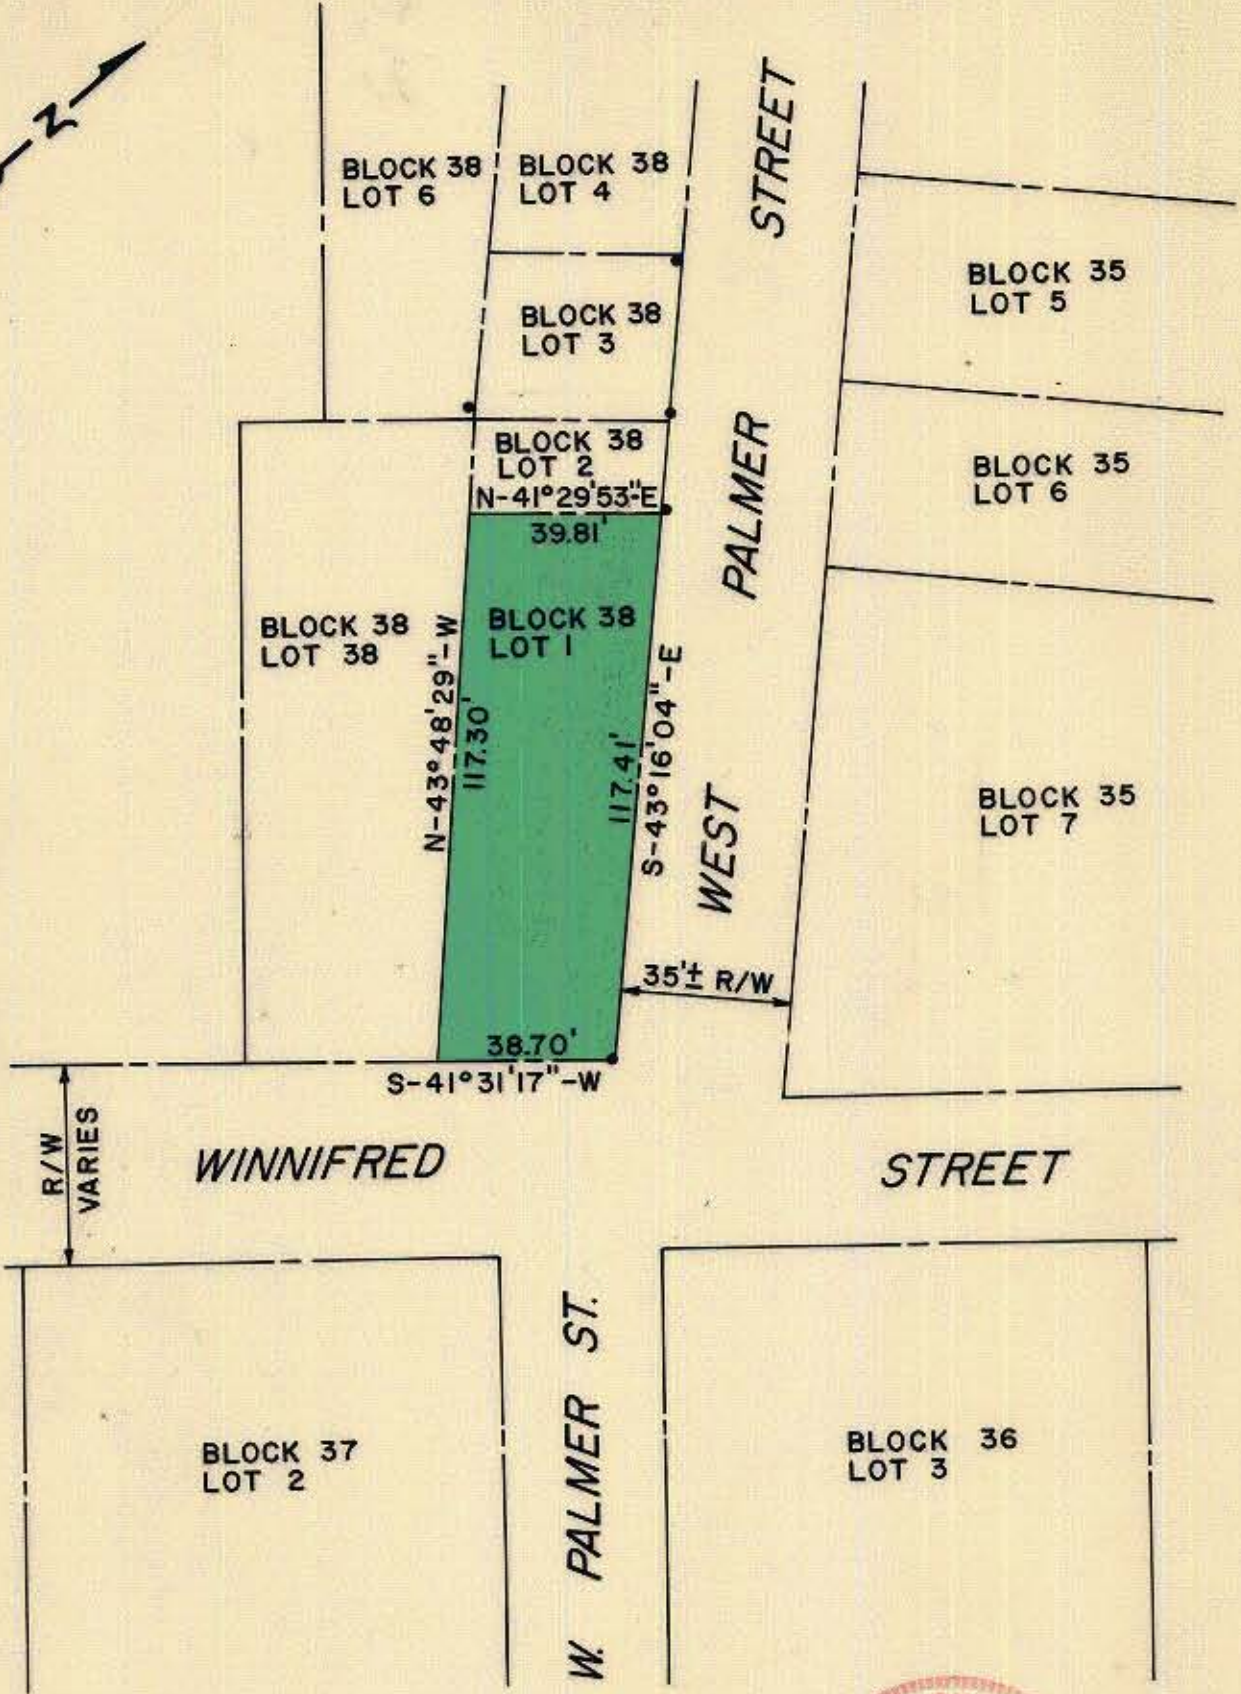 N
BLOCK 38
LOT 6
BLOCK 38
LOT 4
STREET
BLOCK 35
LOT 5
BLOCK 38
LOT 3
BLOCK 38
LOT 2
N-41°29'53"-E
39.81'
PALMER
BLOCK 35
LOT 6
BLOCK 38
LOT 38
BLOCK 38
LOT 1
N-43°48'29"-W
117.30'
117.41'
S-43°16'04"-E
WEST
BLOCK 35
LOT 7
35'± R/W
38.70'
S-41°31'17"-W
R/W
VARIES
WINNIFRED
STREET
W. PALMER ST.
BLOCK 37
LOT 2
BLOCK 36
LOT 3